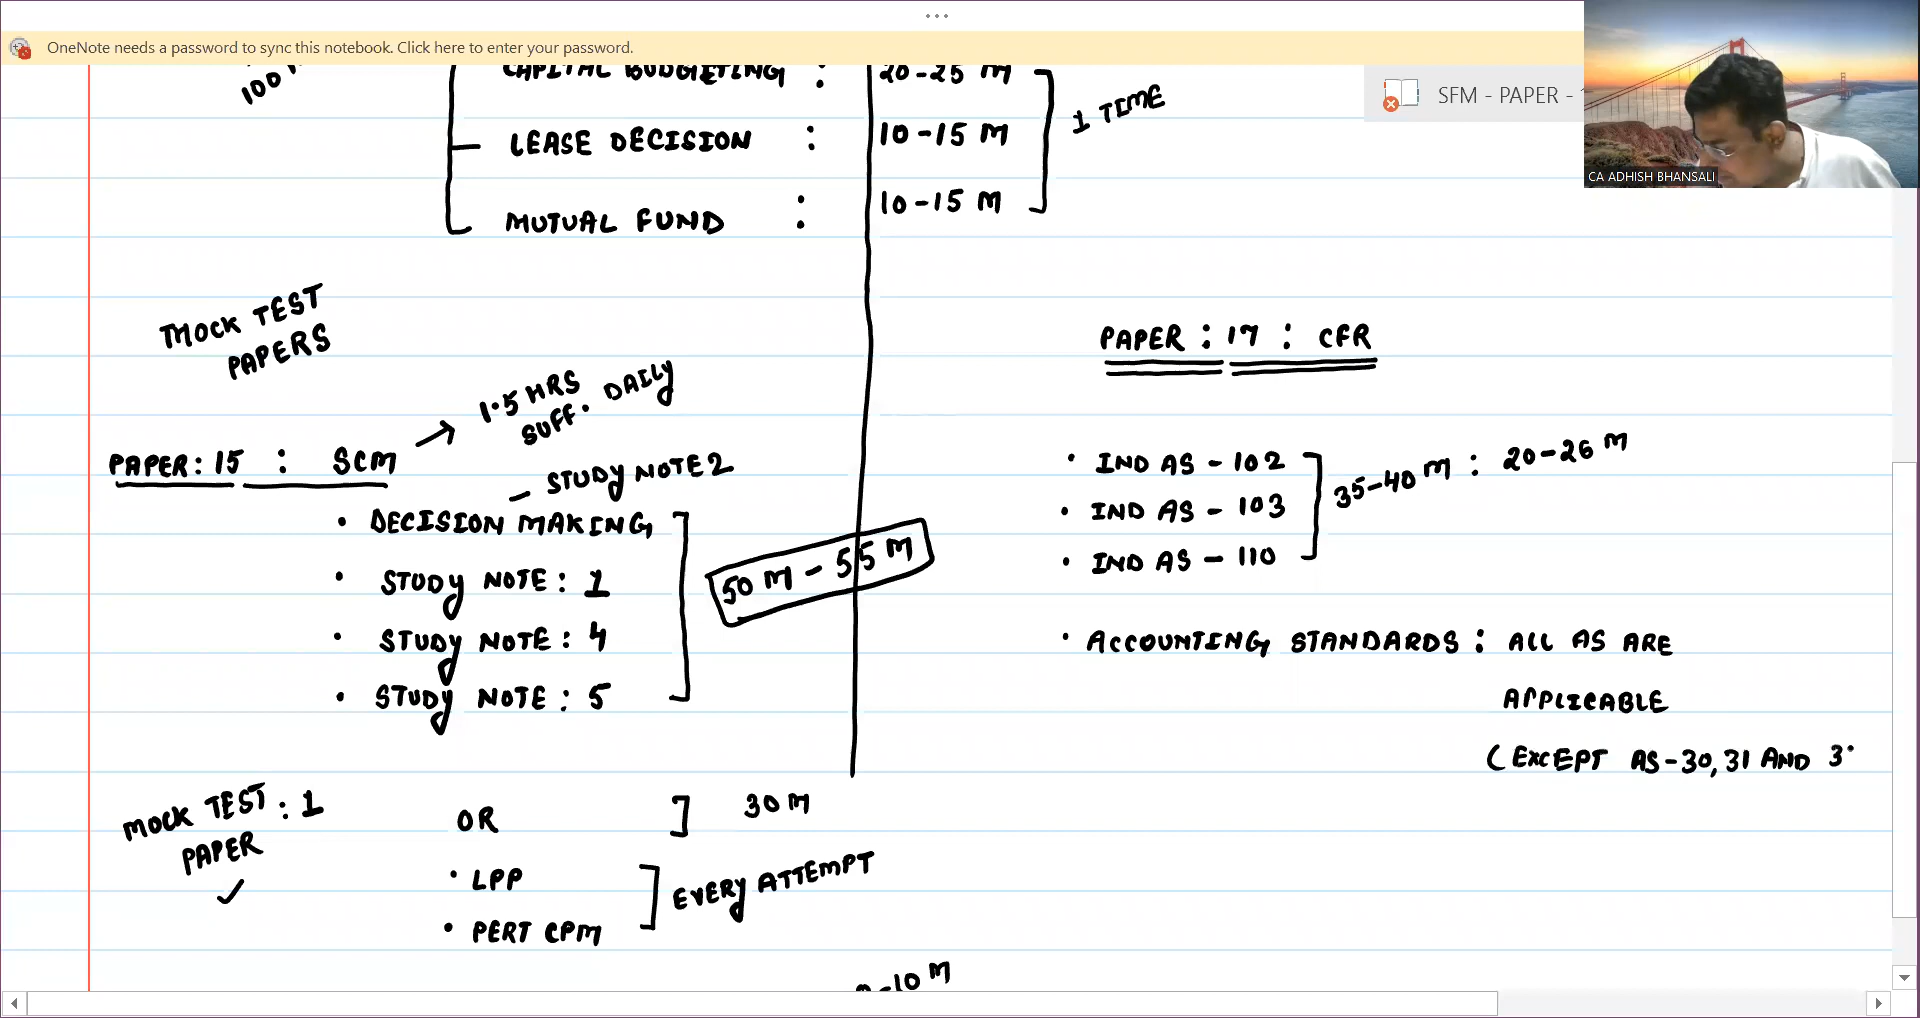 OneNote needs a password to sync this notebook. Click here to enter your password.
SFM - PAPER -
CA ADHISH BHANSALI
CAPITAL BUDGETING : 20-25 M
LEASE DECISION : 10-15 M
MUTUAL FUND : 10-15 M
1 TIME
MOCK TEST
PAPERS
PAPER: 15 : SCM
1.5 HRS
SUFF. DAILY
- STUDY NOTE 2
• DECISION MAKING
• STUDY NOTE: 1
• STUDY NOTE: 4
• STUDY NOTE: 5
50 M - 55 M
MOCK TEST : 1
PAPER
OR
30 M
• LPP
• PERT CPM
EVERY ATTEMPT
-10 M
PAPER : 17 : CFR
• IND AS - 102
• IND AS - 103
• IND AS - 110
35-40 M : 20-26 M
• ACCOUNTING STANDARDS : ALL AS ARE
APPLICABLE
(EXCEPT AS-30, 31 AND 3